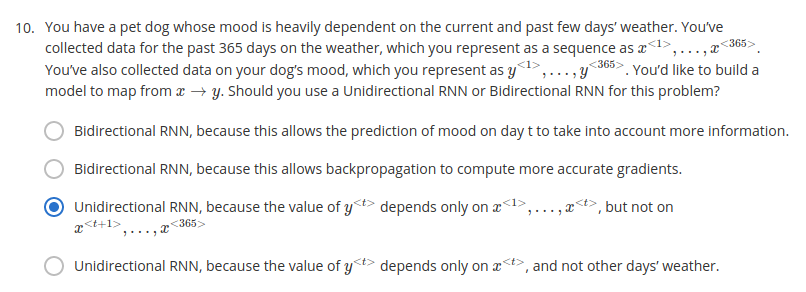 10. You have a pet dog whose mood is heavily dependent on the current and past few days' weather. You've
collected data for the past 365 days on the weather, which you represent as a sequence as x<1>, . . . , x<365>.
You've also collected data on your dog's mood, which you represent as y<1>, . . . , y<365>. You'd like to build a
model to map from x → y. Should you use a Unidirectional RNN or Bidirectional RNN for this problem?
Bidirectional RNN, because this allows the prediction of mood on day t to take into account more information.
Bidirectional RNN, because this allows backpropagation to compute more accurate gradients.
Unidirectional RNN, because the value of y<t> depends only on x<1>, . . . , x<t>, but not on
x<t+1>, . . . , x<365>
Unidirectional RNN, because the value of y<t> depends only on x<t>, and not other days' weather.